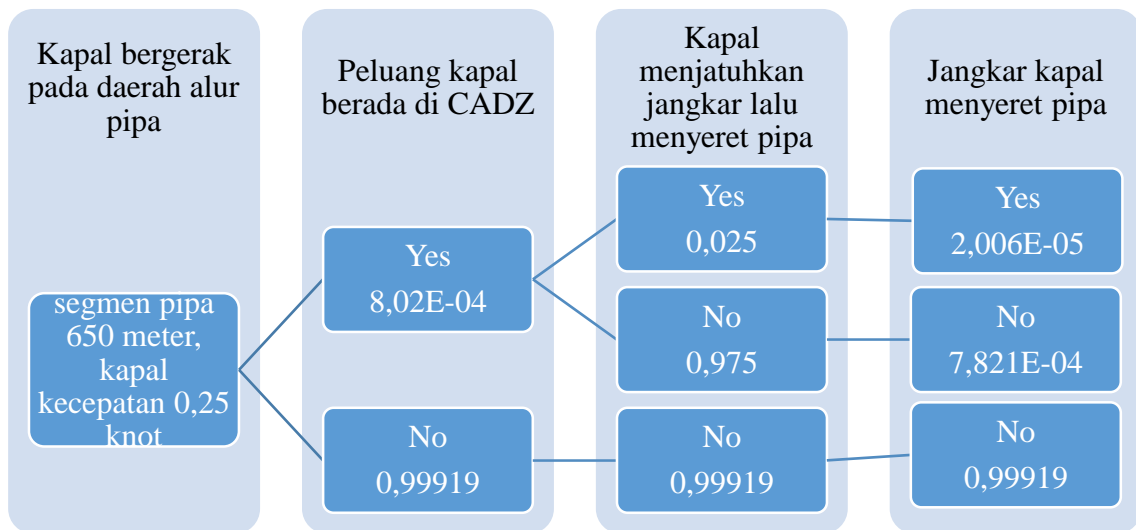 Kapal bergerak
pada daerah alur
pipa
segmen pipa
650 meter,
kapal
kecepatan 0,25
knot
Peluang kapal
berada di CADZ
Yes
8,02E-04
No
0,99919
Kapal
menjatuhkan
jangkar lalu
menyeret pipa
Yes
0,025
No
0,975
No
0,99919
Jangkar kapal
menyeret pipa
Yes
2,006E-05
No
7,821E-04
No
0,99919